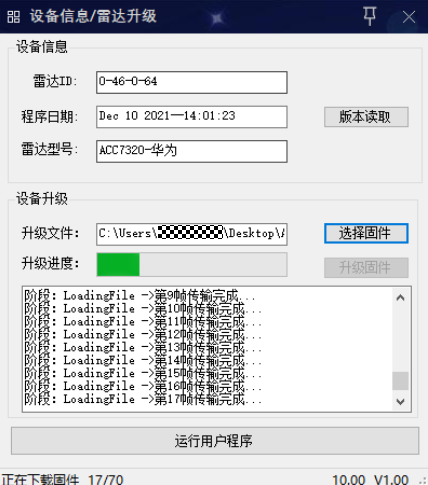 设备信息/雷达升级
设备信息
雷达ID: 0-46-0-64
程序日期: Dec 10 2021--14:01:23 版本读取
雷达型号: ACC7320-华为
设备升级
升级文件: C:\Users\ \Desktop\A 选择固件
升级进度: 升级固件
阶段: LoadingFile ->第9帧传输完成...
阶段: LoadingFile ->第10帧传输完成...
阶段: LoadingFile ->第11帧传输完成...
阶段: LoadingFile ->第12帧传输完成...
阶段: LoadingFile ->第13帧传输完成...
阶段: LoadingFile ->第14帧传输完成...
阶段: LoadingFile ->第15帧传输完成...
阶段: LoadingFile ->第16帧传输完成...
阶段: LoadingFile ->第17帧传输完成...
运行用户程序
正在下载固件 17/70 10.00 V1.00